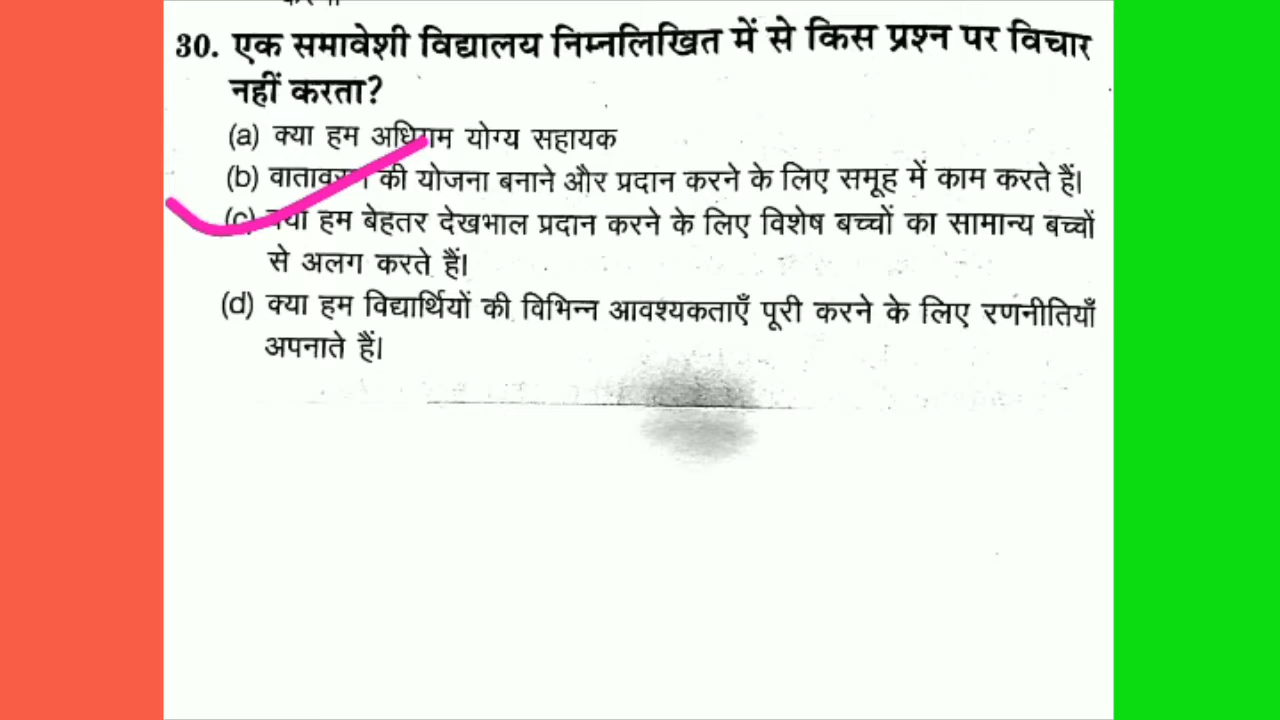 30. एक समावेशी विद्यालय निम्नलिखित में से किस प्रश्न पर विचार
नहीं करता?
(a) क्या हम अधिगम योग्य सहायक
(b) वातावरण की योजना बनाने और प्रदान करने के लिए समूह में काम करते हैं।
(c) क्या हम बेहतर देखभाल प्रदान करने के लिए विशेष बच्चों का सामान्य बच्चों
से अलग करते हैं।
(d) क्या हम विद्यार्थियों की विभिन्न आवश्यकताएँ पूरी करने के लिए रणनीतियाँ
अपनाते हैं।